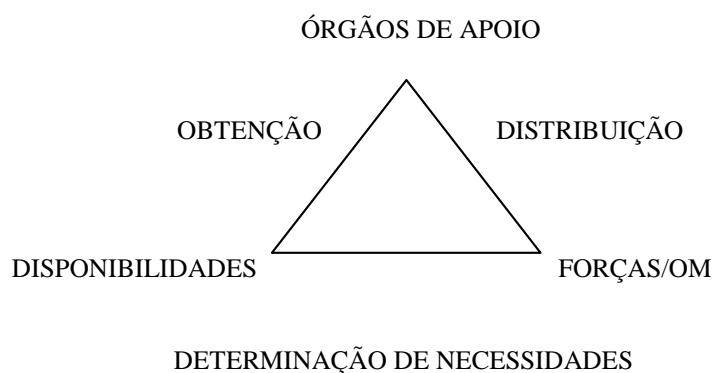 ÓRGÃOS DE APOIO
OBTENÇÃO
DISTRIBUIÇÃO
DISPONIBILIDADES
FORÇAS/OM
DETERMINAÇÃO DE NECESSIDADES